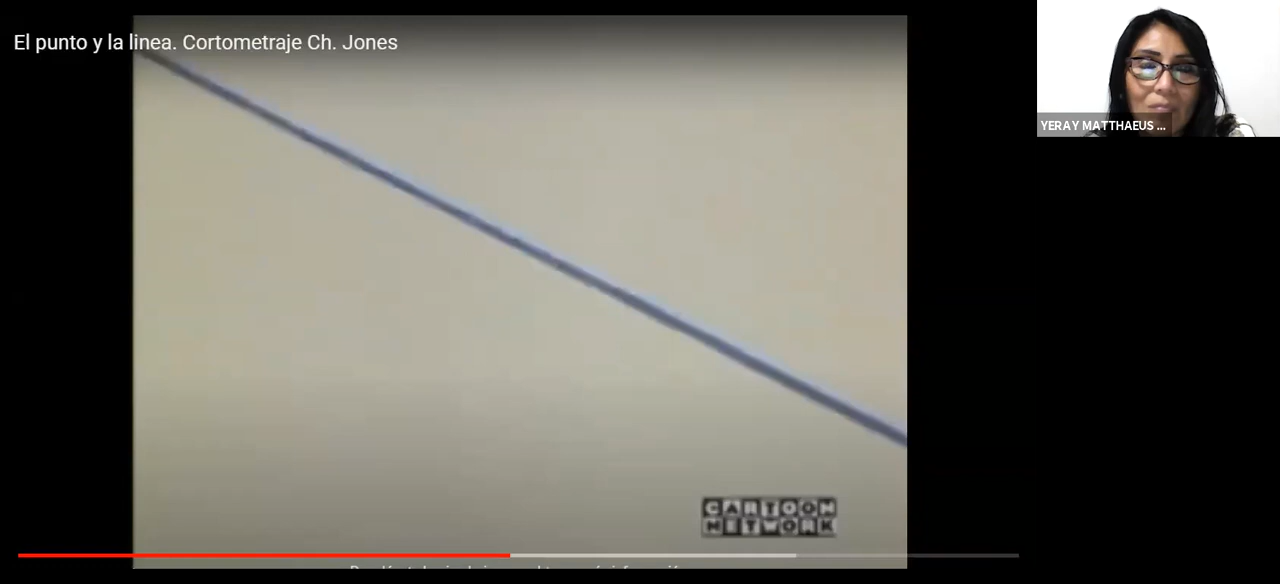 El punto y la linea. Cortometraje Ch. Jones
YERAY MATTHAEUS ...
CARTOON
NETWORK